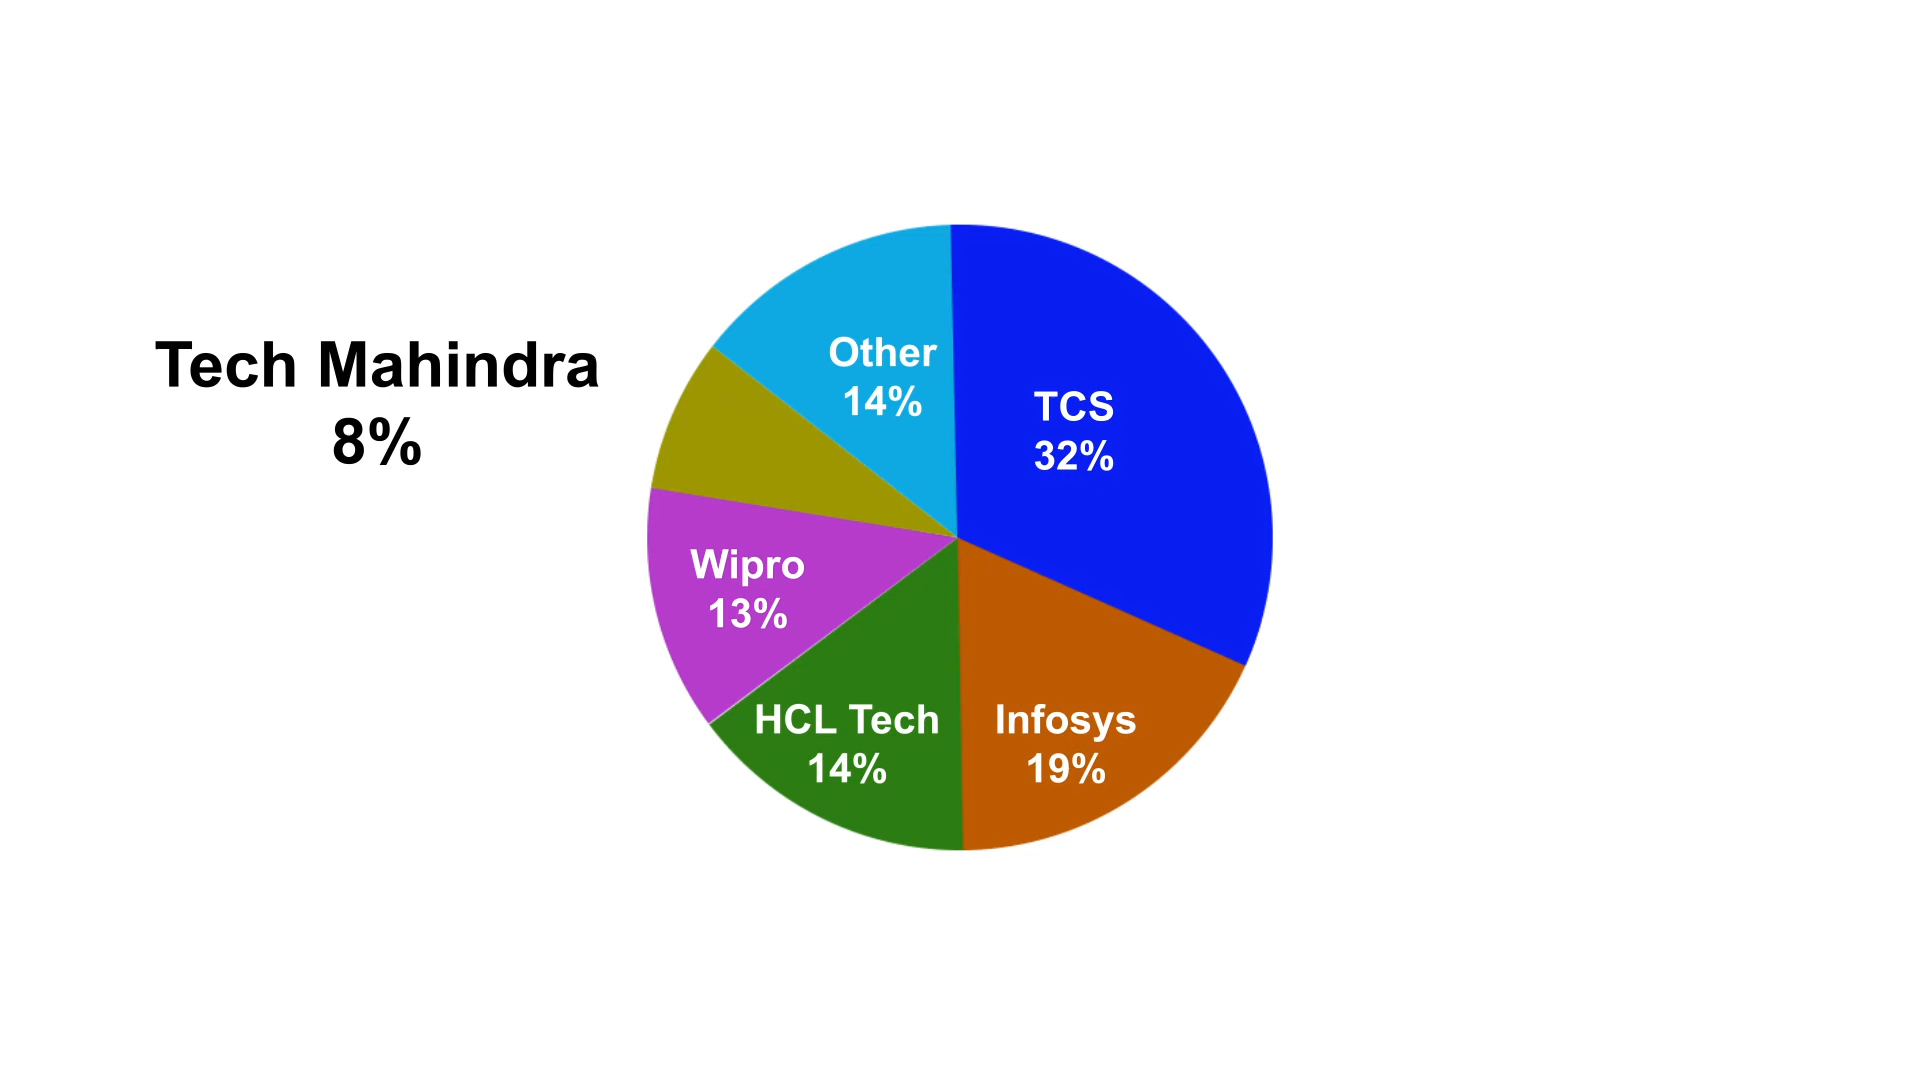 Tech Mahindra
8%
Other
14%
TCS
32%
Wipro
13%
HCL Tech
14%
Infosys
19%